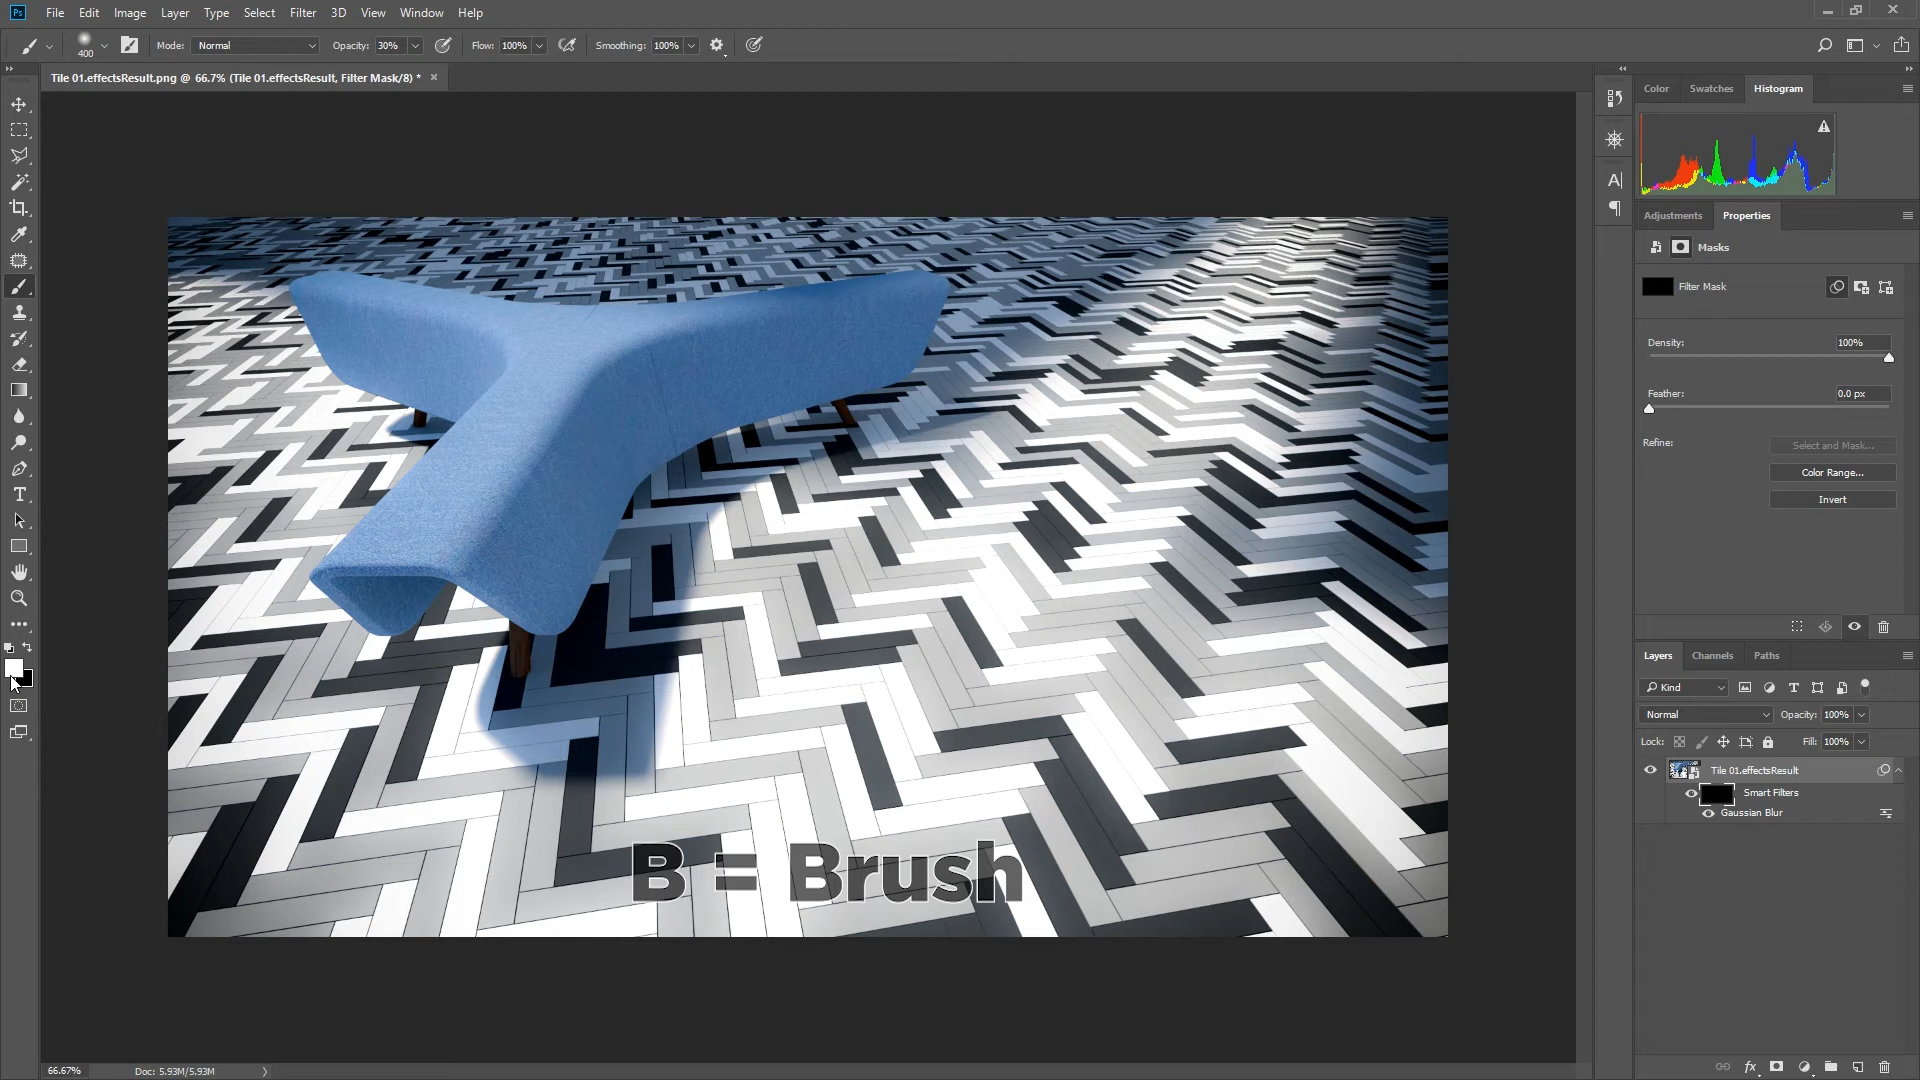 Ps File Edit Image Layer Type Select Filter 3D View Window Help
400 Mode: Normal Opacity: 30% Flow: 100% Smoothing: 100%
Tile 01.effectsResult.png @ 66.7% (Tile 01.effectsResult, Filter Mask/8) *
Color Swatches Histogram
Adjustments Properties
Masks
Filter Mask
Density: 100%
Feather: 0.0 px
Refine: Select and Mask...
Color Range...
Invert
Layers Channels Paths
Kind
Normal Opacity: 100%
Lock: Fill: 100%
Tile 01.effectsResult
Smart Filters
Gaussian Blur
B = Brush
66.67% Doc: 5.93M/5.93M